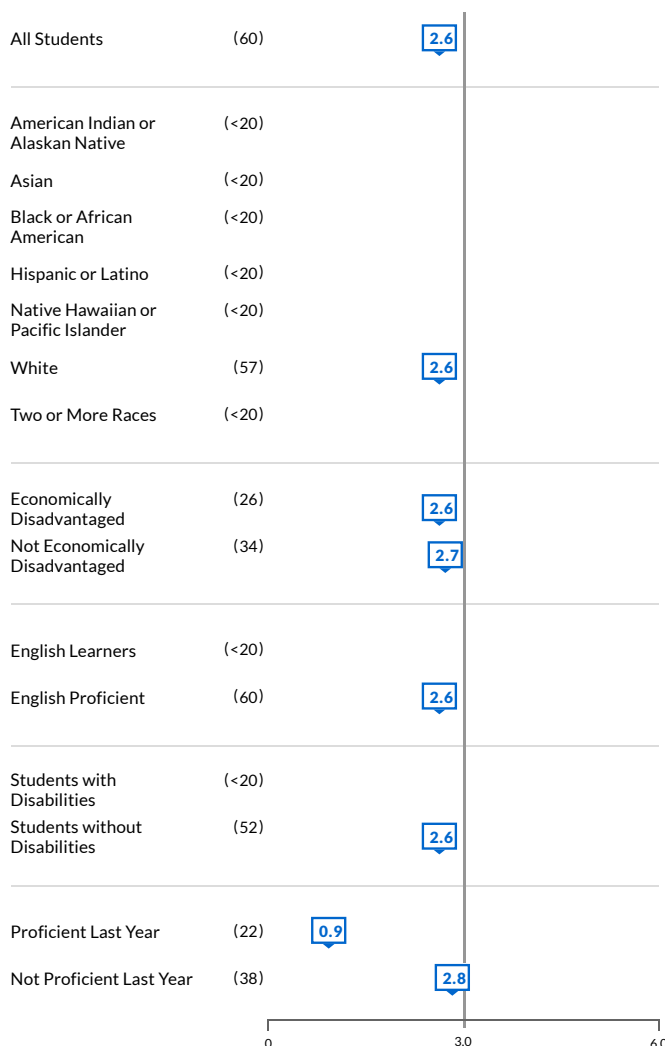 All Students (60) 2.6
American Indian or (<20)
Alaskan Native
Asian (<20)
Black or African (<20)
American
Hispanic or Latino (<20)
Native Hawaiian or (<20)
Pacific Islander
White (57) 2.6
Two or More Races (<20)
Economically (26) 2.6
Disadvantaged
Not Economically (34) 2.7
Disadvantaged
English Learners (<20)
English Proficient (60) 2.6
Students with (<20)
Disabilities
Students without (52) 2.6
Disabilities
Proficient Last Year (22) 0.9
Not Proficient Last Year (38) 2.8
0 3.0 6.0